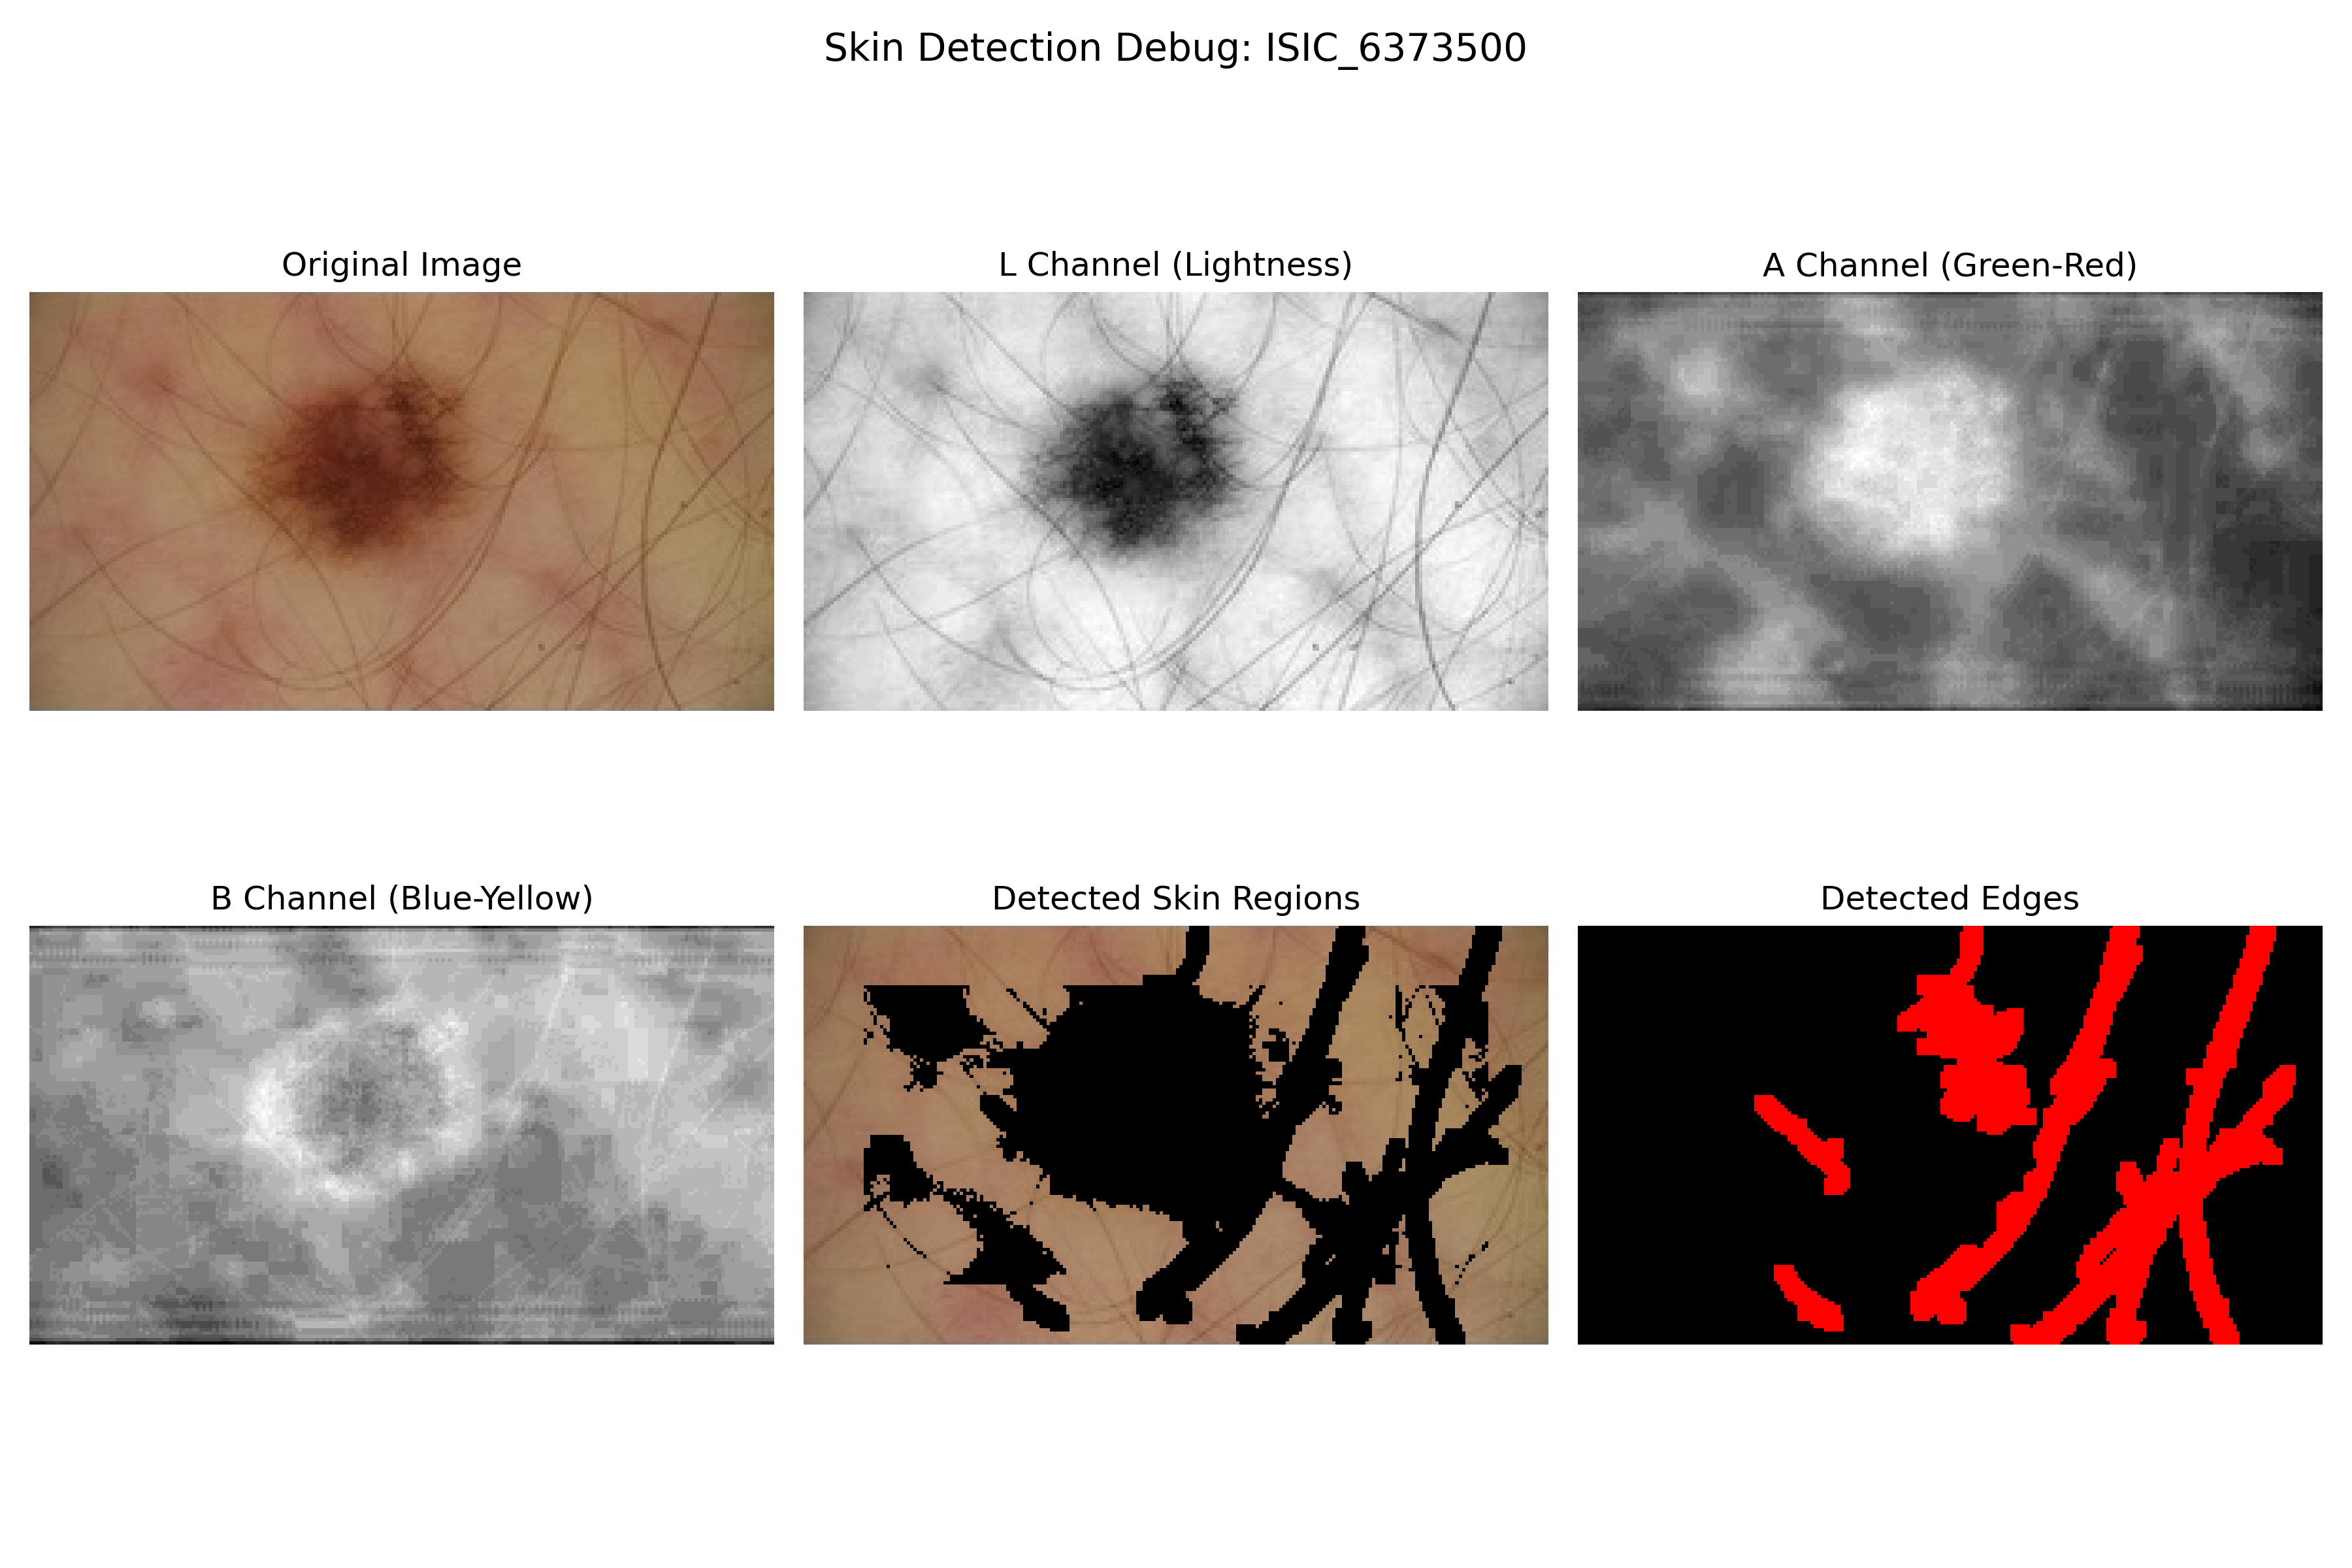 Skin Detection Debug: ISIC_6373500
Original Image
L Channel (Lightness)
A Channel (Green-Red)
B Channel (Blue-Yellow)
Detected Skin Regions
Detected Edges